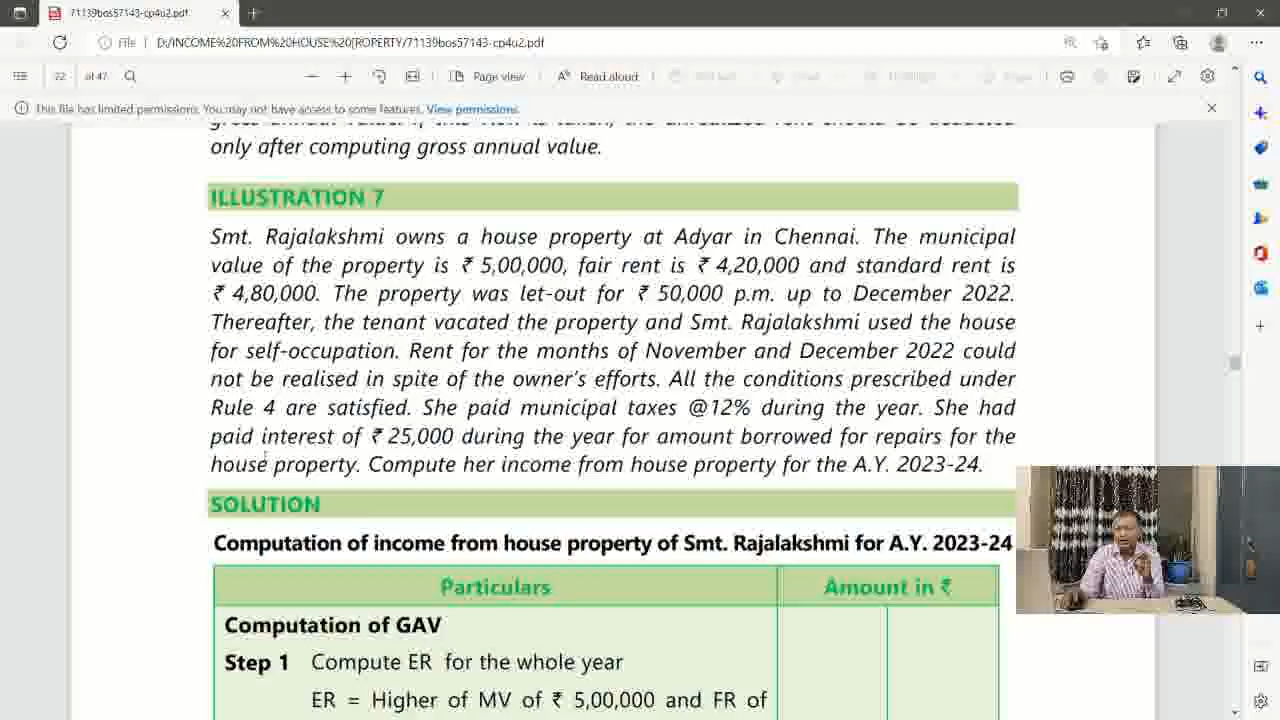 71139bos57143-cp4u2.pdf
File D:/INCOME%20FROM%20HOUSE%20[ROPERTY/71139bos57143-cp4u2.pdf
22 of 47 Page view Read aloud
This file has limited permissions. You may not have access to some features. View permissions
only after computing gross annual value.
ILLUSTRATION 7
Smt. Rajalakshmi owns a house property at Adyar in Chennai. The municipal
value of the property is ₹ 5,00,000, fair rent is ₹ 4,20,000 and standard rent is
₹ 4,80,000. The property was let-out for ₹ 50,000 p.m. up to December 2022.
Thereafter, the tenant vacated the property and Smt. Rajalakshmi used the house
for self-occupation. Rent for the months of November and December 2022 could
not be realised in spite of the owner's efforts. All the conditions prescribed under
Rule 4 are satisfied. She paid municipal taxes @12% during the year. She had
paid interest of ₹ 25,000 during the year for amount borrowed for repairs for the
house property. Compute her income from house property for the A.Y. 2023-24.
SOLUTION
Computation of income from house property of Smt. Rajalakshmi for A.Y. 2023-24
Particulars Amount in ₹
Computation of GAV
Step 1 Compute ER for the whole year
ER = Higher of MV of ₹ 5,00,000 and FR of